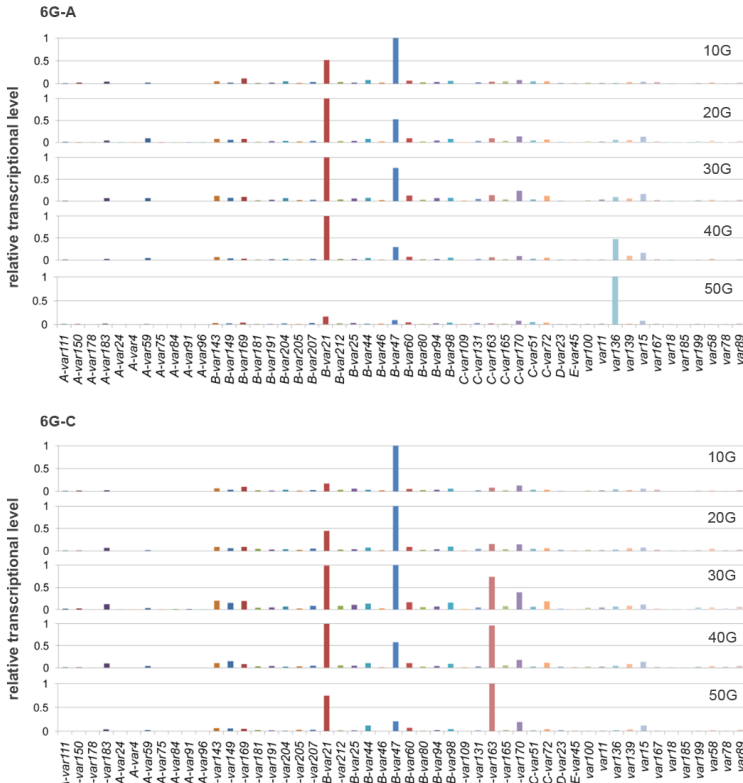 6G-A
relative transcriptional level
1
0.5
0
10G
1
0.5
0
20G
1
0.5
0
30G
1
0.5
0
40G
1
0.5
0
50G
A-var111
A-var150
A-var178
A-var183
A-var24
A-var4
A-var59
A-var75
A-var84
A-var91
A-var96
B-var143
B-var149
B-var169
B-var181
B-var191
B-var204
B-var205
B-var207
B-var21
B-var212
B-var25
B-var44
B-var46
B-var47
B-var60
B-var80
B-var94
B-var98
C-var109
C-var131
C-var163
C-var165
C-var170
C-var51
C-var72
D-var23
E-var45
var100
var11
var136
var139
var15
var167
var18
var185
var199
var58
var78
var89
6G-C
relative transcriptional level
1
0.5
0
10G
1
0.5
0
20G
1
0.5
0
30G
1
0.5
0
40G
1
0.5
0
50G
-var111
-var150
-var178
-var183
A-var24
A-var4
A-var59
A-var75
A-var84
A-var91
A-var96
-var143
-var149
-var169
-var181
-var191
-var204
-var205
-var207
B-var21
-var212
B-var25
B-var44
B-var46
B-var47
B-var60
B-var80
B-var94
B-var98
-var109
-var131
-var163
-var165
-var170
C-var51
C-var72
D-var23
E-var45
var100
var11
var136
var139
var15
var167
var18
var185
var199
var58
var78
var89